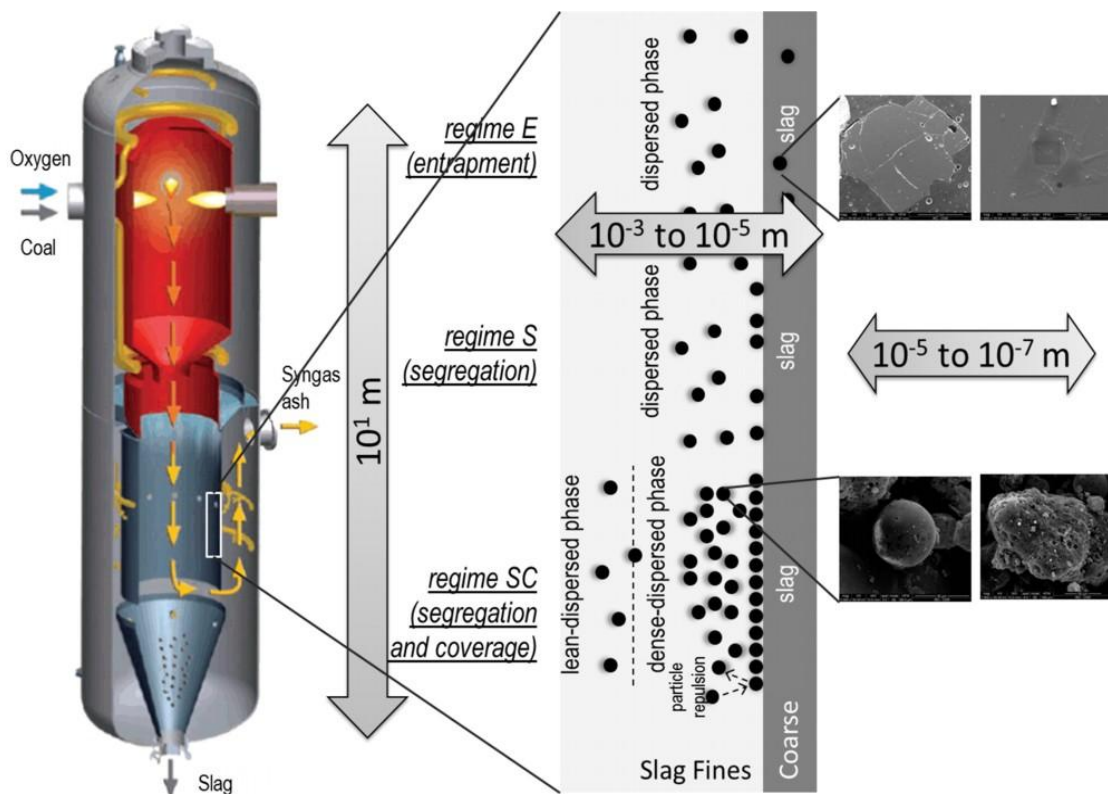 Oxygen
Coal
Syngas
ash
Slag
10¹ m
regime E
(entrapment)
regime S
(segregation)
regime SC
(segregation
and coverage)
dispersed phase
slag
10⁻³ to 10⁻⁵ m
dispersed phase
slag
lean-dispersed phase
dense-dispersed phase
slag
particle
repulsion
Slag Fines
Coarse
10⁻⁵ to 10⁻⁷ m